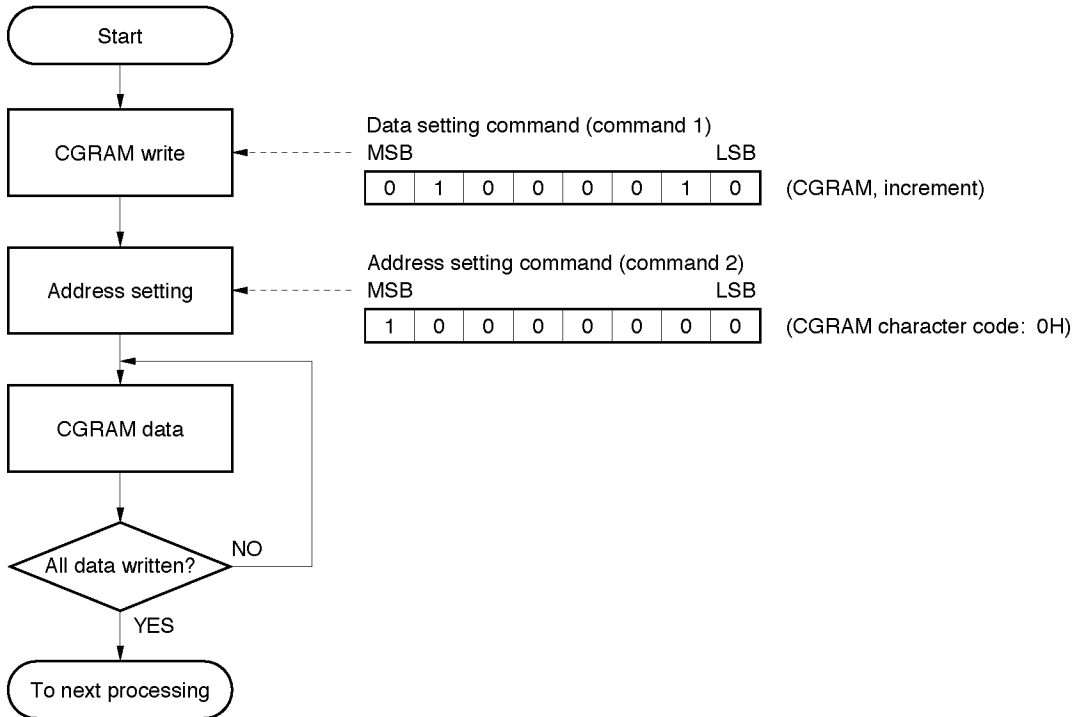 Start
CGRAM write
Data setting command (command 1)
MSB LSB
0 1 0 0 0 0 1 0 (CGRAM, increment)
Address setting
Address setting command (command 2)
MSB LSB
1 0 0 0 0 0 0 0 (CGRAM character code: 0H)
CGRAM data
All data written?
NO
YES
To next processing